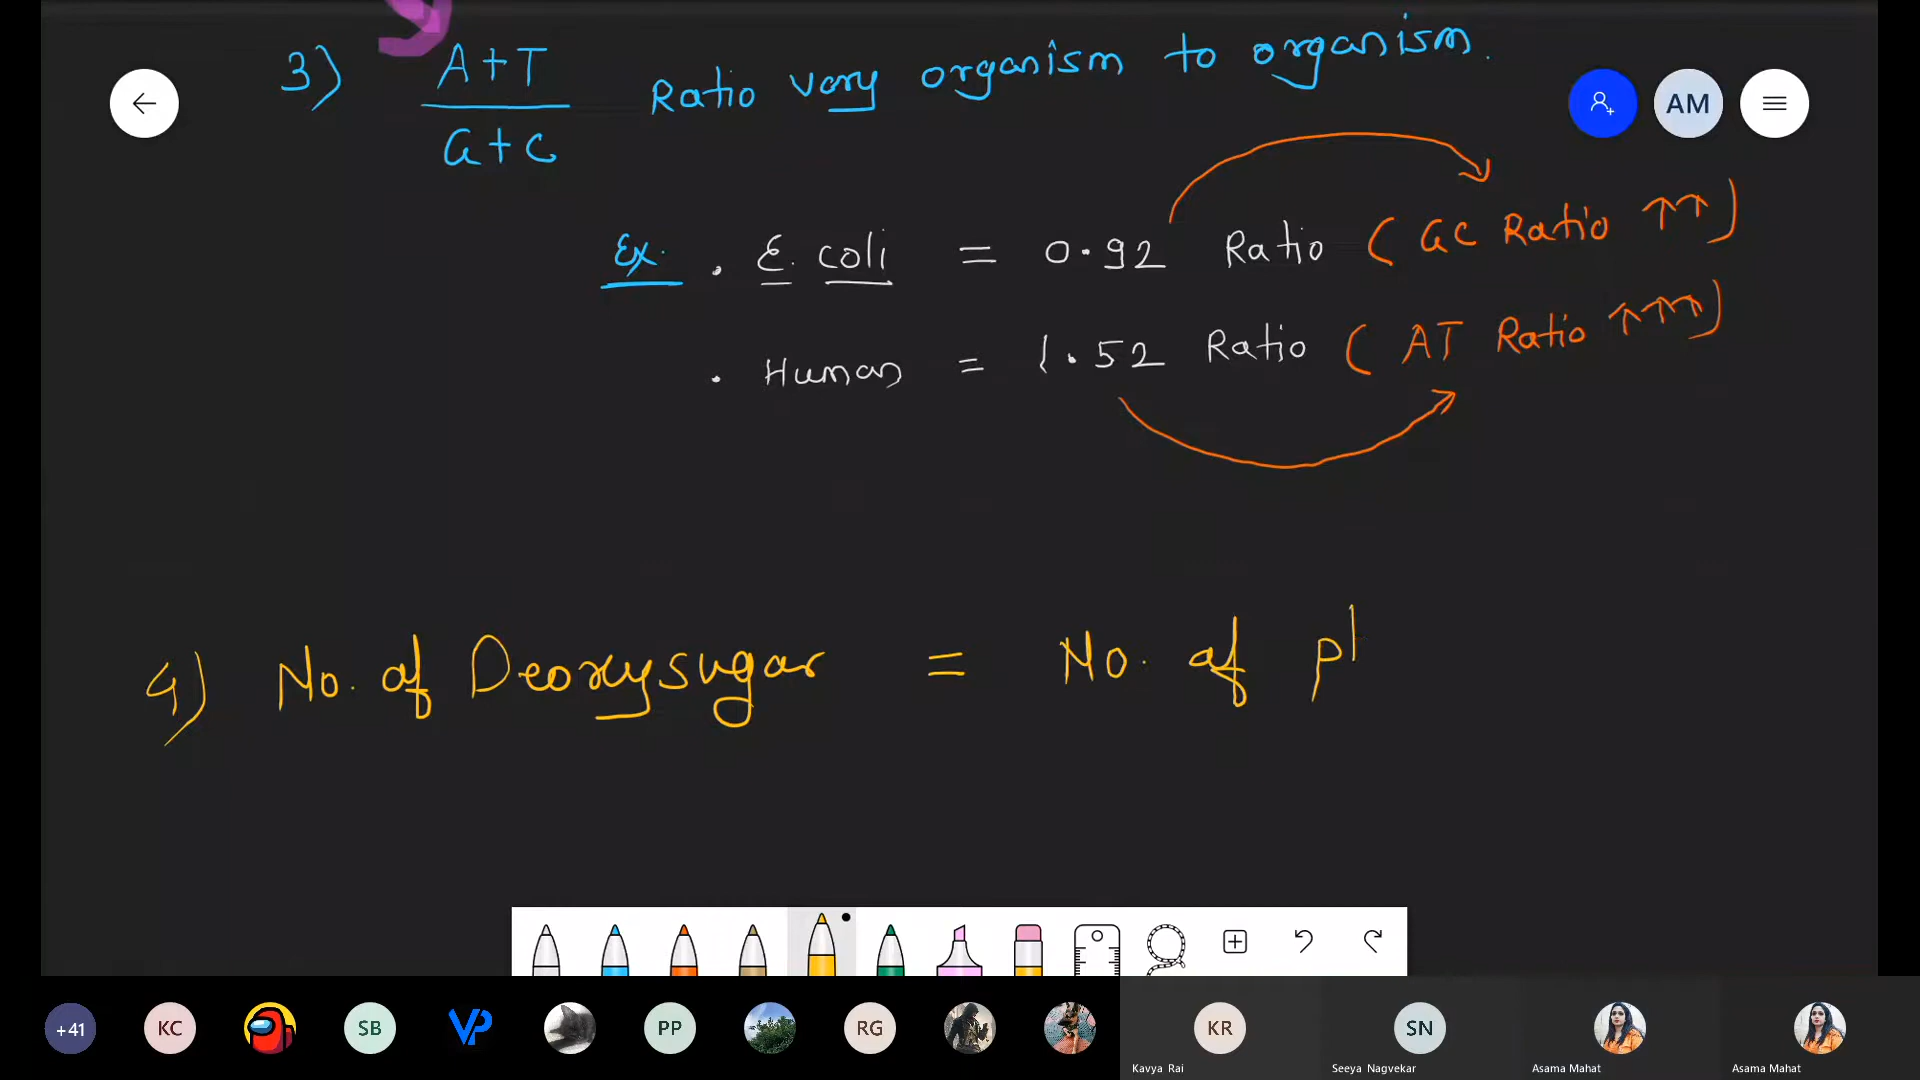 3) A+T Ratio vary organism to organism.
G+C
AM
Ex. . E. coli = 0.92 Ratio ( GC Ratio ↑↑)
. Human = 1.52 Ratio ( AT Ratio ↑↑↑)
4) No. of Deoxysugar = No. of ph
+41 KC SB VP PP RG KR SN
Kavya Rai Seeya Nagvekar Asama Mahat Asama Mahat